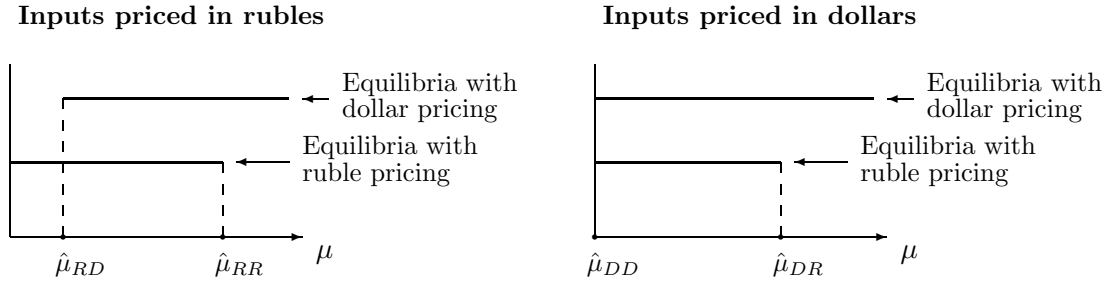 Inputs priced in rubles
Equilibria with
dollar pricing
Equilibria with
ruble pricing
μ
μ̂_RD
μ̂_RR
Inputs priced in dollars
Equilibria with
dollar pricing
Equilibria with
ruble pricing
μ
μ̂_DD
μ̂_DR